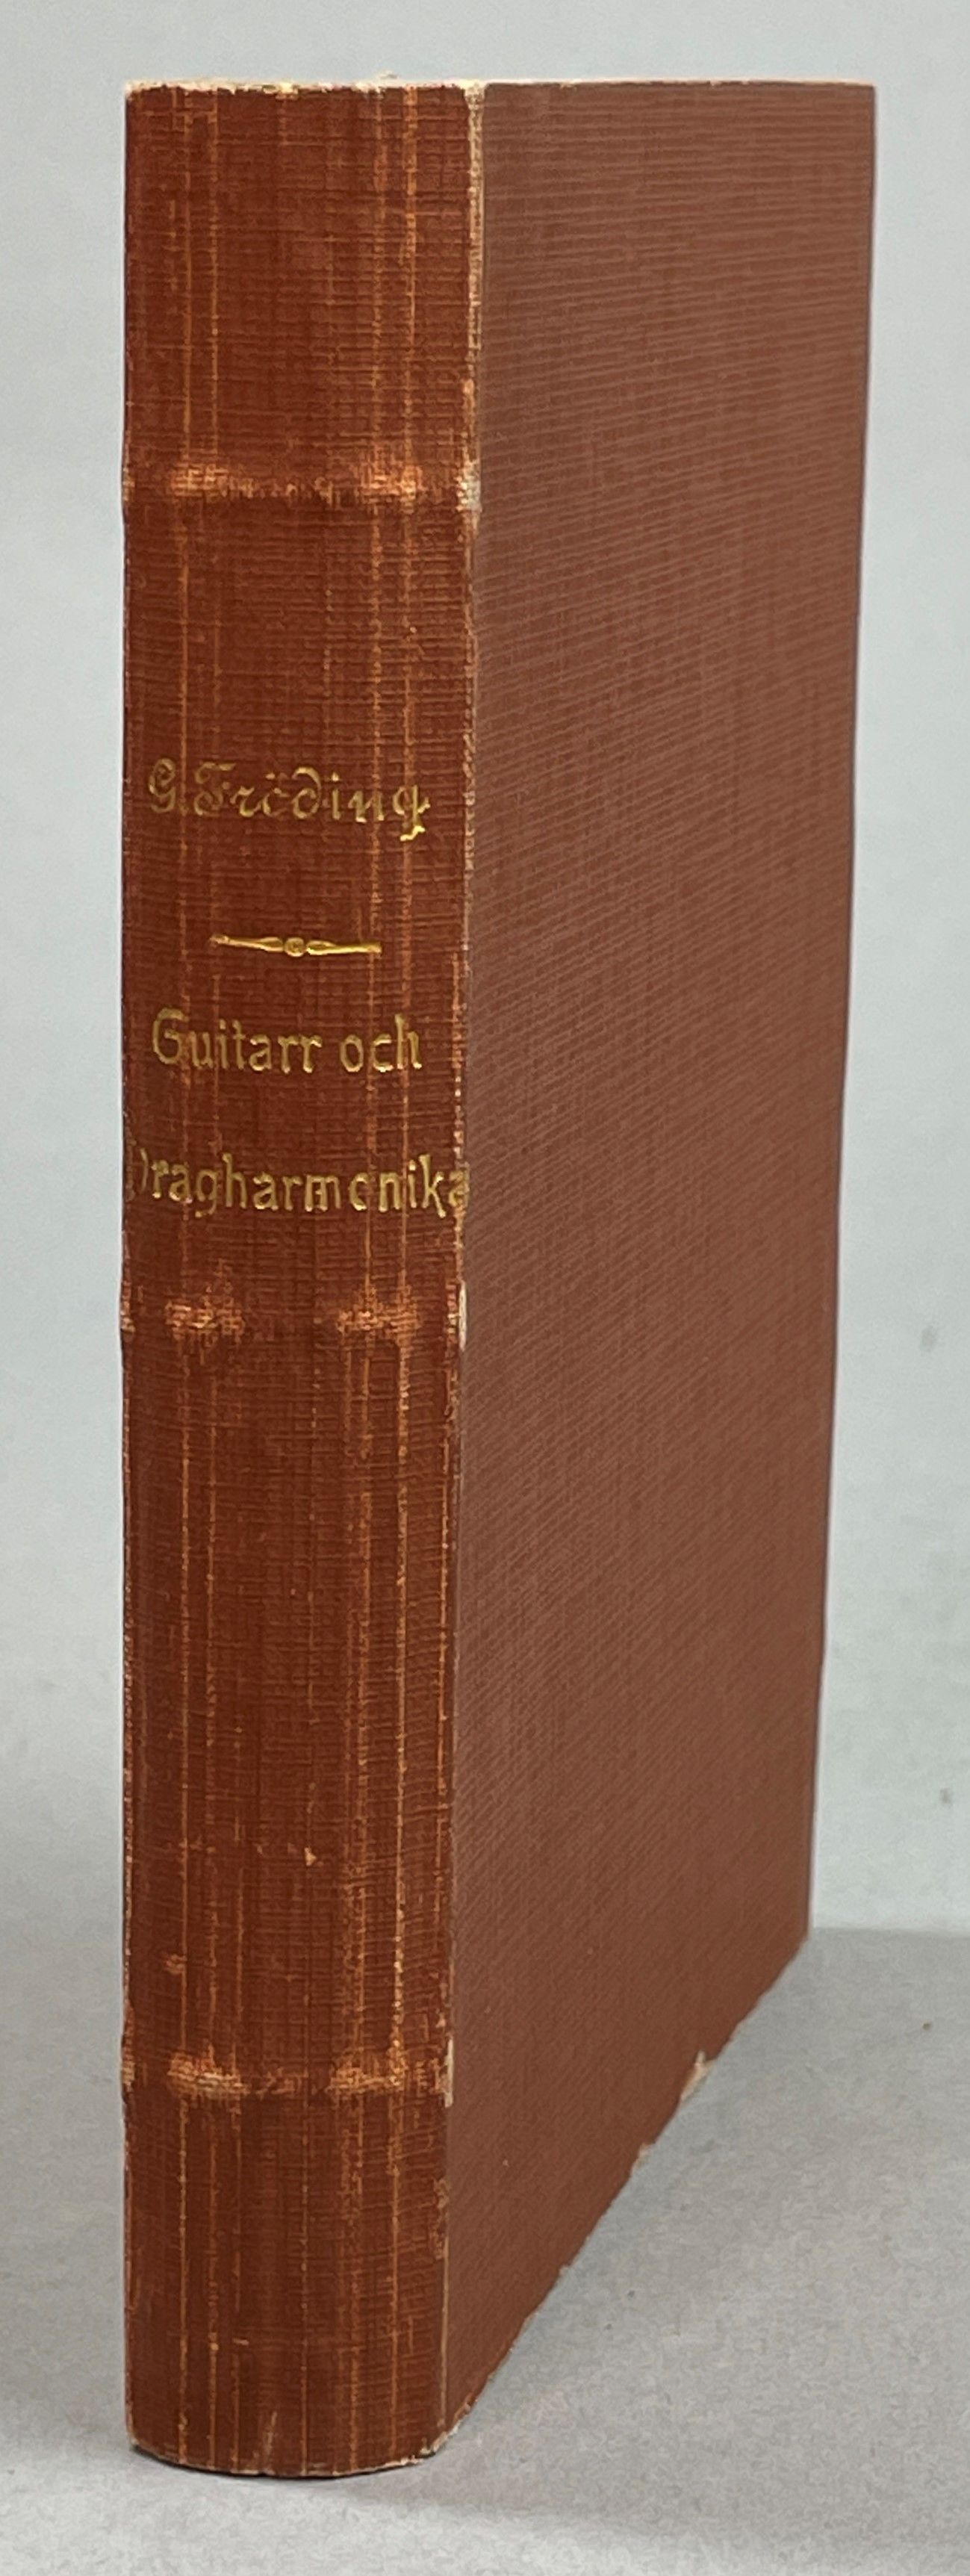 G. Fröding
Guitarr och
Dragharmonika